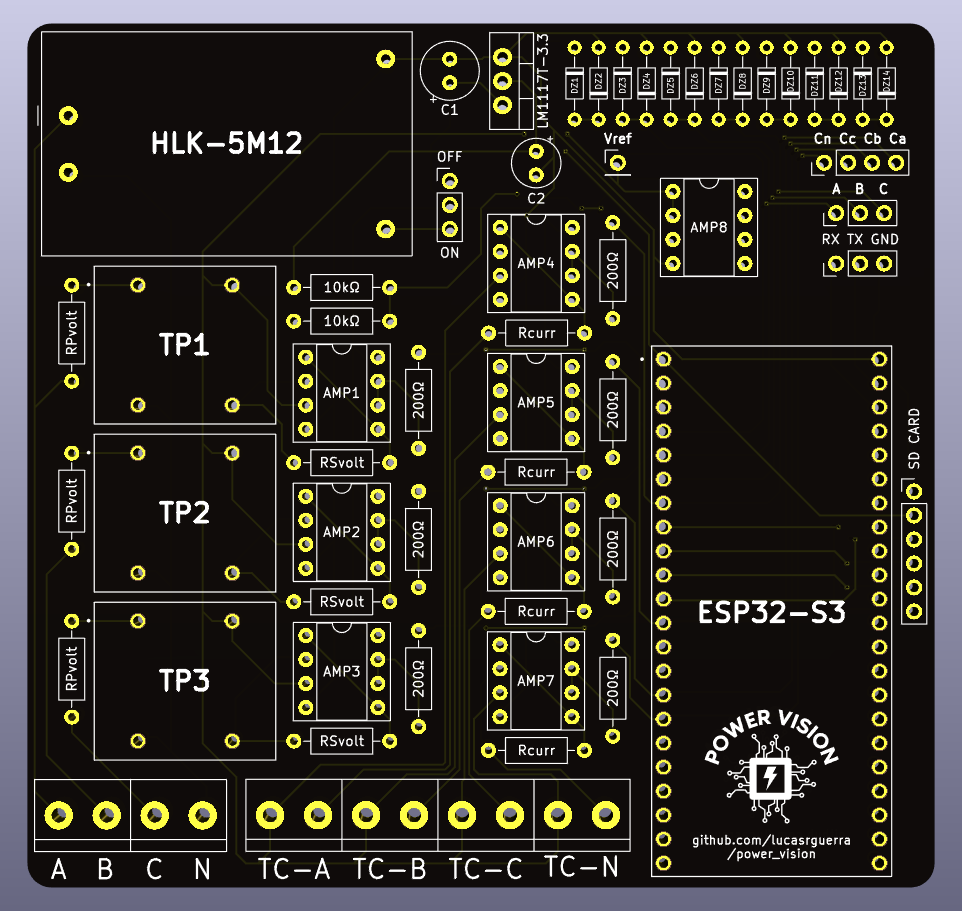 HLK-5M12
C1
+
LM1117T-3.3
DZ1
DZ2
DZ3
DZ4
DZ5
DZ6
DZ7
DZ8
DZ9
DZ10
DZ11
DZ12
DZ13
DZ14
OFF
ON
+
C2
Vref
Cn Cc Cb Ca
A B C
RX TX GND
AMP8
AMP4
200Ω
Rcurr
RPvolt
TP1
10kΩ
10kΩ
AMP1
200Ω
RSvolt
AMP5
200Ω
Rcurr
RPvolt
TP2
AMP2
200Ω
RSvolt
AMP6
200Ω
Rcurr
RPvolt
TP3
AMP3
200Ω
RSvolt
AMP7
200Ω
Rcurr
SD CARD
ESP32-S3
POWER VISION
github.com/lucasrguerra
/power_vision
A B C N
TC-A TC-B TC-C TC-N